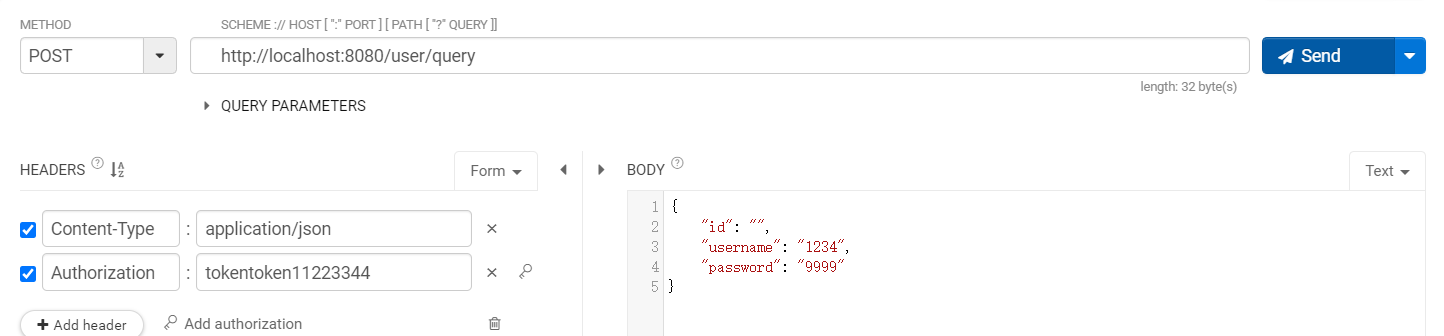 METHOD
SCHEME :// HOST [ ":" PORT ] [ PATH [ "?" QUERY ]]
POST
http://localhost:8080/user/query
Send
length: 32 byte(s)
QUERY PARAMETERS
HEADERS ? AZ
Form
BODY ?
Text
Content-Type : application/json ×
Authorization : tokentoken11223344 ×
+ Add header
Add authorization
1 {
2 "id": "",
3 "username": "1234",
4 "password": "9999"
5 }